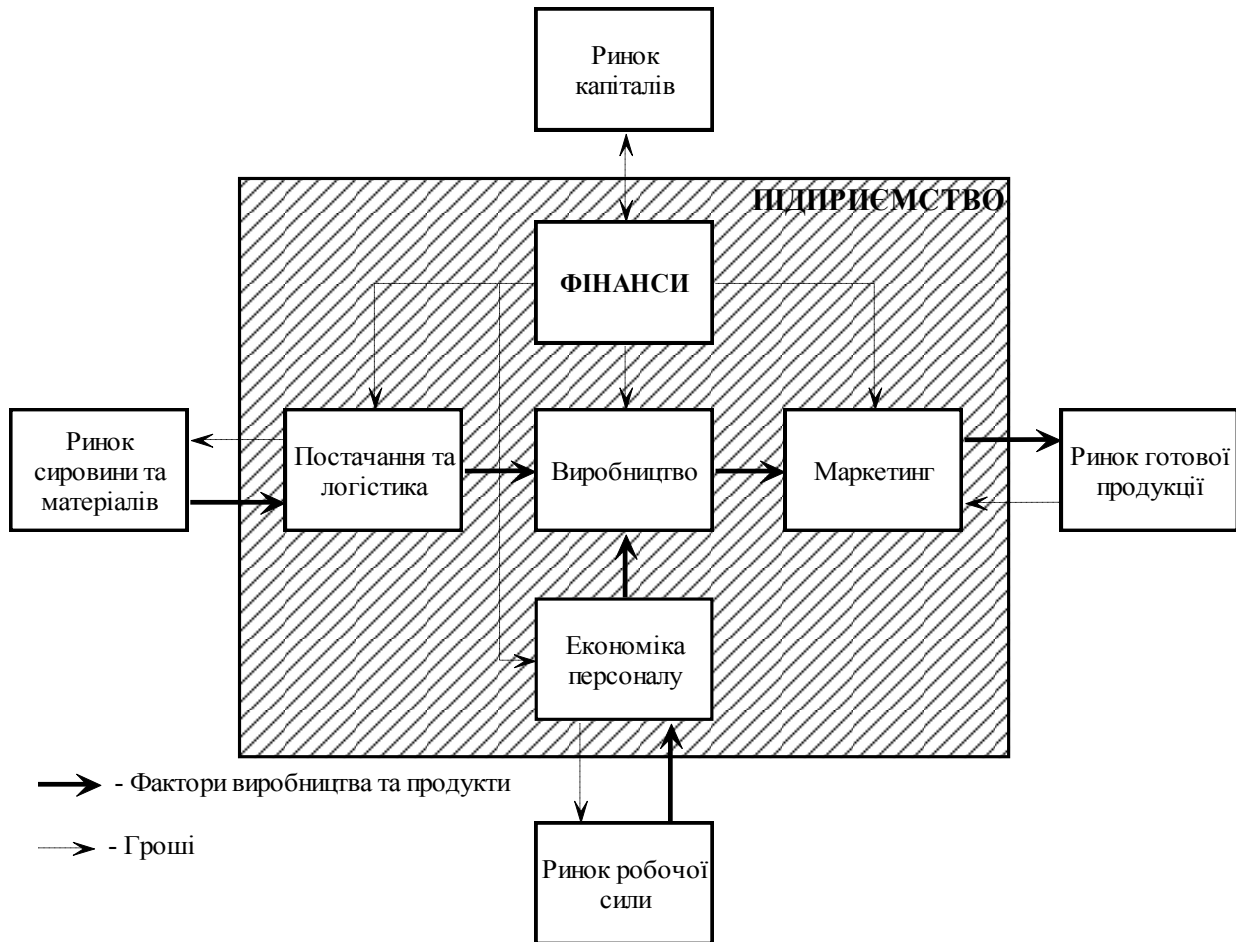 Ринок
капіталів
ПІДПРИЄМСТВО
ФІНАНСИ
Ринок
сировини та
матеріалів
Постачання та
логістика
Виробництво
Маркетинг
Ринок готової
продукції
Економіка
персоналу
- Фактори виробництва та продукти
- Гроші
Ринок робочої
сили